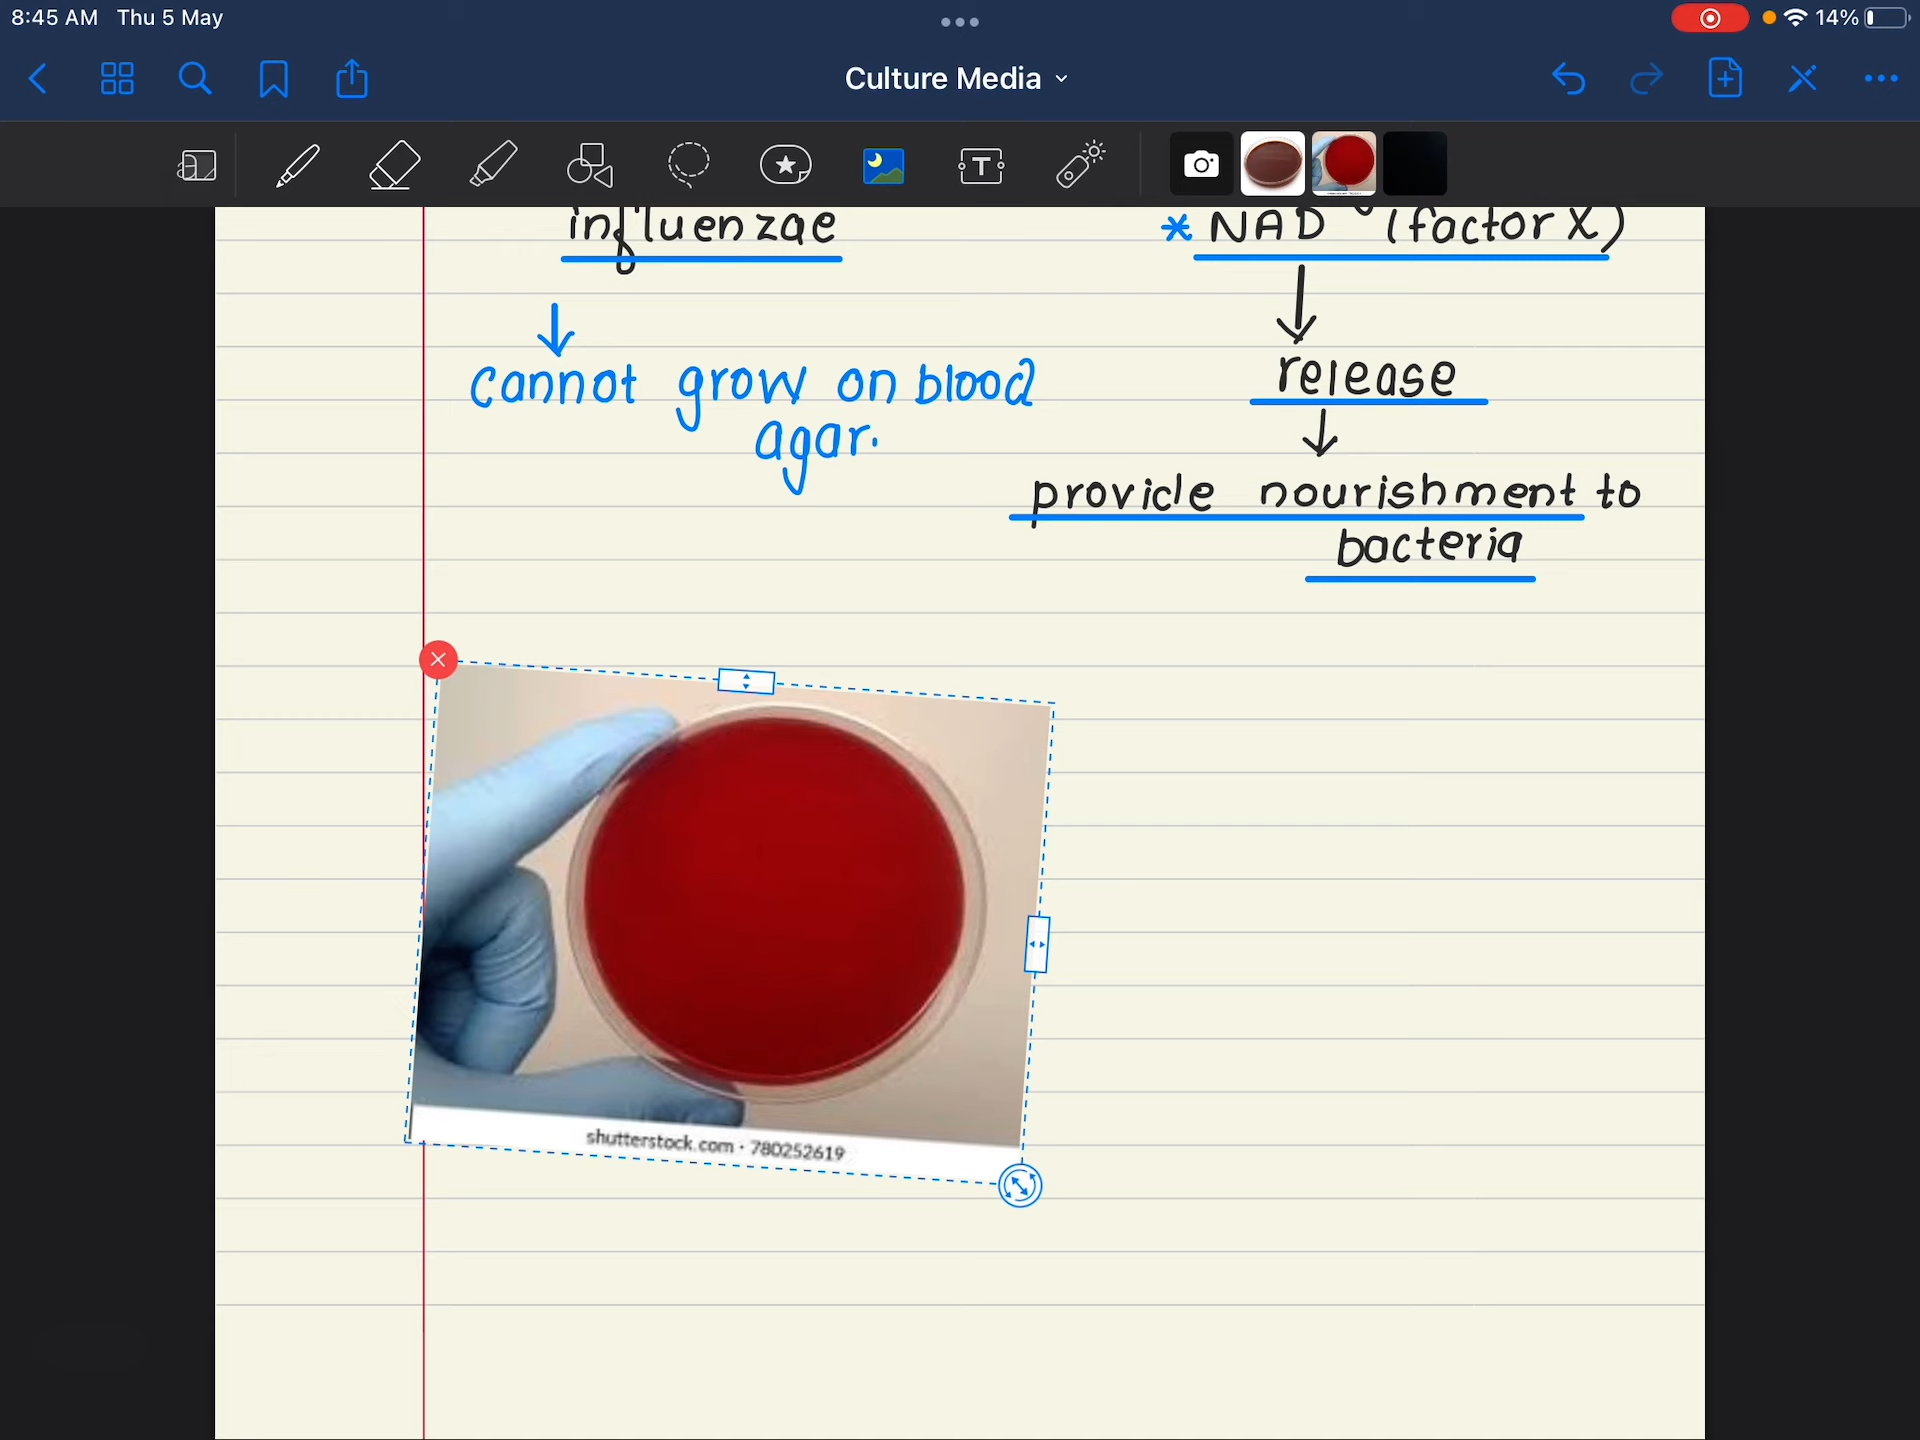 8:45 AM Thu 5 May
14%
Culture Media
T
influenzae
cannot grow on blood
agar.
* NAD (factor X)
release
provide nourishment to
bacteria
shutterstock.com · 780252619